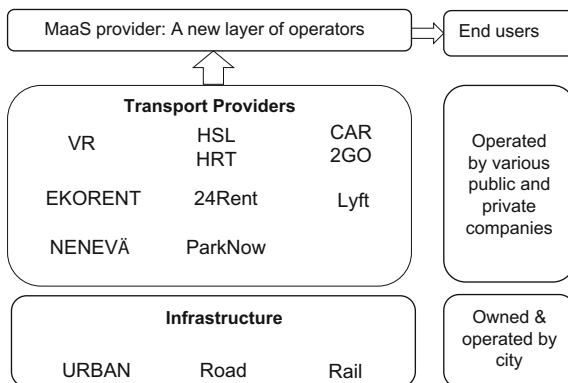 MaaS provider: A new layer of operators
End users
Transport Providers
VR
HSL
HRT
CAR
2GO
EKORENT
24Rent
Lyft
NENEVÄ
ParkNow
Operated
by various
public and
private
companies
Infrastructure
URBAN
Road
Rail
Owned &
operated by
city